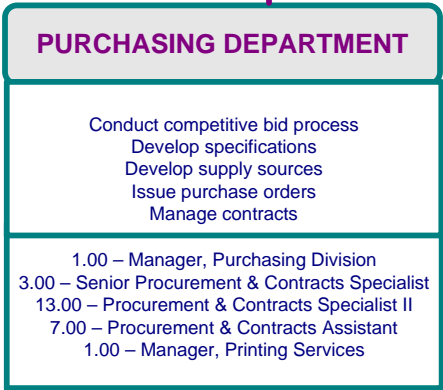 PURCHASING DEPARTMENT
Conduct competitive bid process
Develop specifications
Develop supply sources
Issue purchase orders
Manage contracts
1.00 – Manager, Purchasing Division
3.00 – Senior Procurement & Contracts Specialist
13.00 – Procurement & Contracts Specialist II
7.00 – Procurement & Contracts Assistant
1.00 – Manager, Printing Services